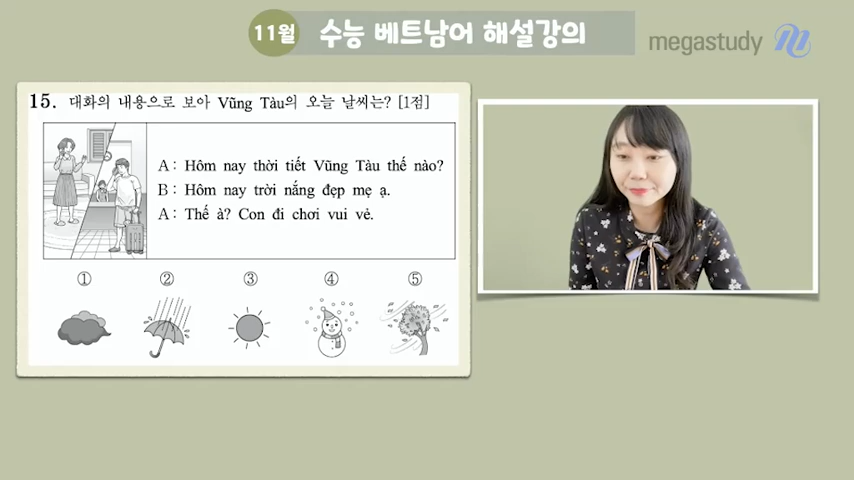 11월 수능 베트남어 해설강의
megastudy
15. 대화의 내용으로 보아 Vũng Tàu의 오늘 날씨는? [1점]
A: Hôm nay thời tiết Vũng Tàu thế nào?
B: Hôm nay trời nắng đẹp mẹ ạ.
A: Thế à? Con đi chơi vui vẻ.
① ② ③ ④ ⑤